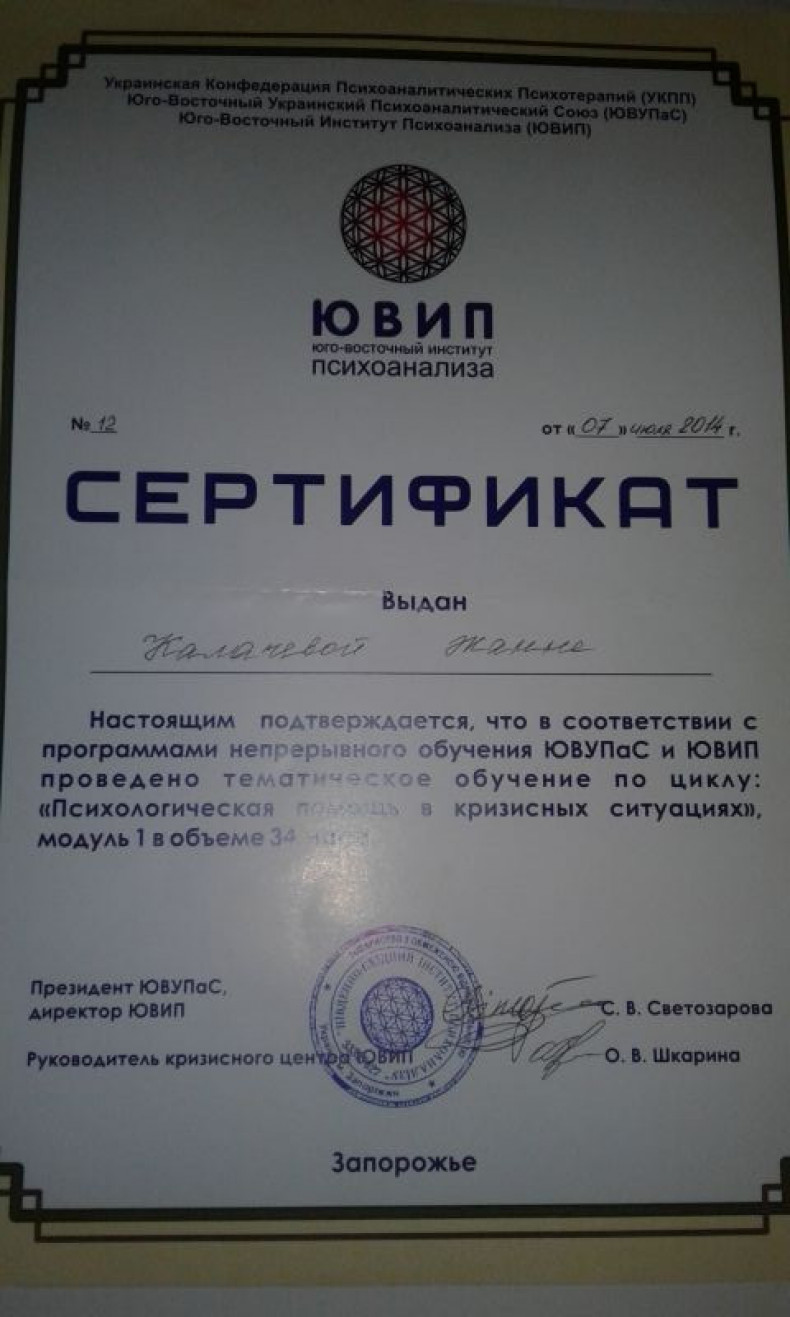 Украинская Конфедерация Психоаналитических Психотерапий (УКПП)
Юго-Восточный Украинский Психоаналитический Союз (ЮВУПаС)
Юго-Восточный Институт Психоанализа (ЮВИП)
ЮВИП
юго-восточный институт
психоанализа
№ 12
от « 07 » июля 2014 г.
СЕРТИФИКАТ
Выдан
Калачевой Жанне
Настоящим подтверждается, что в соответствии с
программами непрерывного обучения ЮВУПаС и ЮВИП
проведено тематическое обучение по циклу:
«Психологическая помощь в кризисных ситуациях»,
модуль 1 в объеме 34 часа
Президент ЮВУПаС,
директор ЮВИП
С. В. Светозарова
Руководитель кризисного центра ЮВИП
О. В. Шкарина
Запорожье